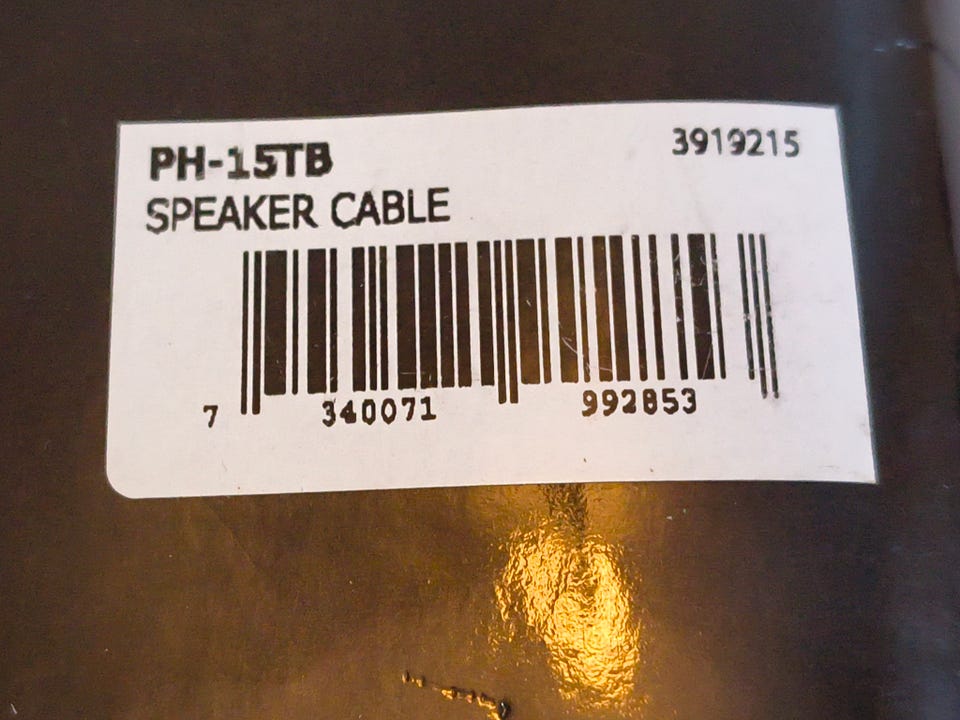 PH-15TB 3919215
SPEAKER CABLE
7 340071 992853